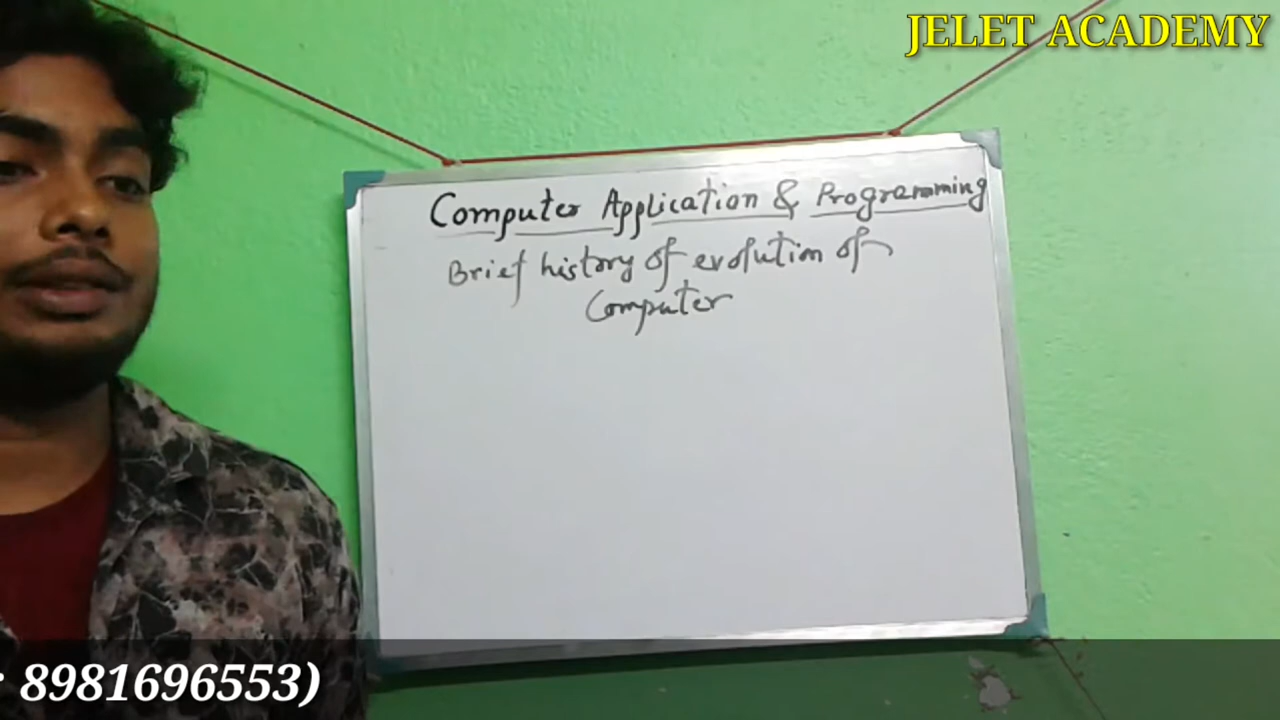 JELET ACADEMY
Computer Application & Programming
Brief history of evolution of
Computer
: 8981696553)